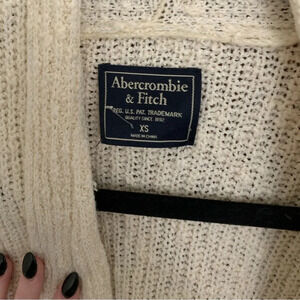 Abercrombie
& Fitch
REG. U.S. PAT. TRADEMARK
QUALITY SINCE 1892
XS
MADE IN CHINA